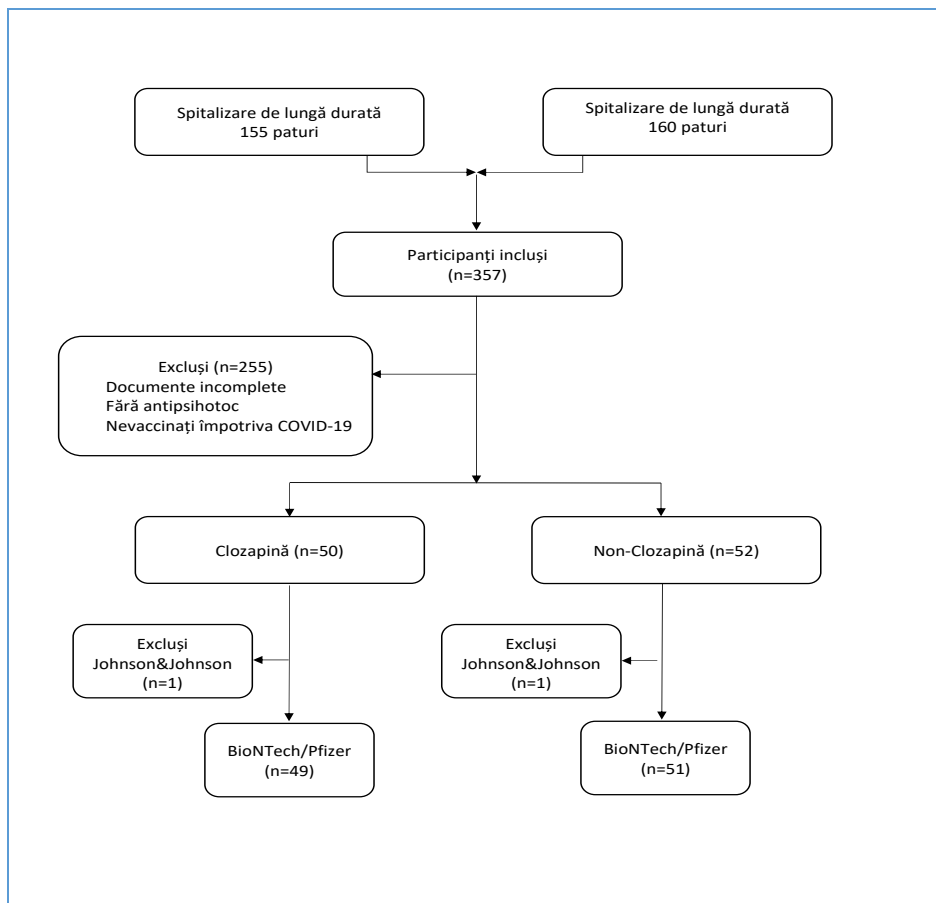 Spitalizare de lungă durată
155 paturi
Spitalizare de lungă durată
160 paturi
Participanți incluși
(n=357)
Excluși (n=255)
Documente incomplete
Fără antipsihotoc
Nevaccinați împotriva COVID-19
Clozapină (n=50)
Non-Clozapină (n=52)
Excluși
Johnson&Johnson
(n=1)
Excluși
Johnson&Johnson
(n=1)
BioNTech/Pfizer
(n=49)
BioNTech/Pfizer
(n=51)